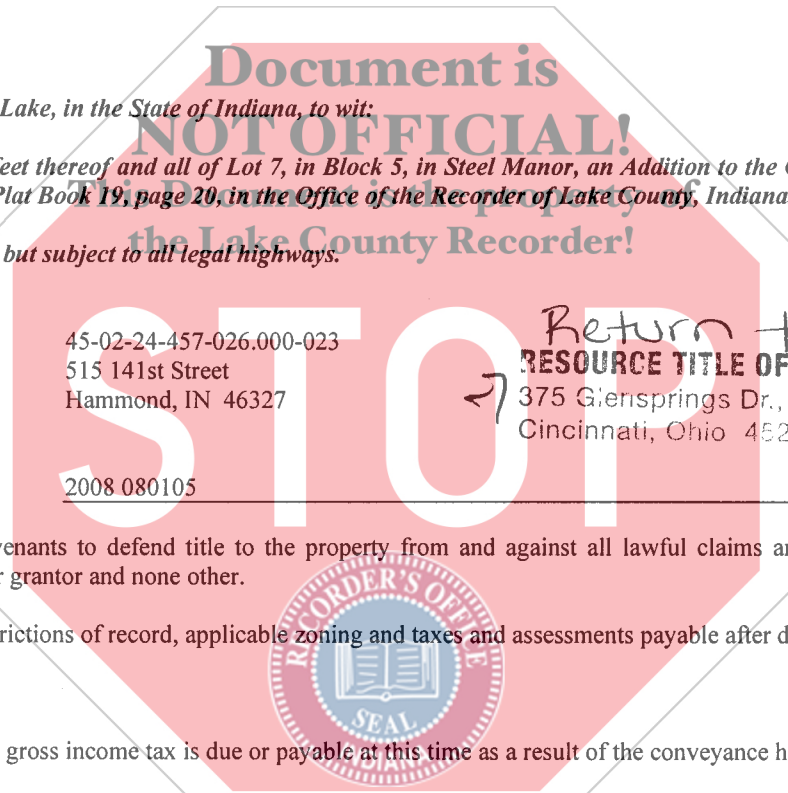 Document is
Lake, in the State of Indiana, to wit:
NOT OFFICIAL!
feet thereof and all of Lot 7, in Block 5, in Steel Manor, an Addition to the
This Document is the property of
Plat Book 19, page 20, in the Office of the Recorder of Lake County, Indiana
the Lake County Recorder!
but subject to all legal highways.
STOP
Return
45-02-24-457-026.000-023
RESOURCE TITLE OF
515 141st Street
375 Glensprings Dr.,
Hammond, IN 46327
Cincinnati, Ohio 452
2008 080105
venants to defend title to the property from and against all lawful claims
grantor and none other.
RECORDER'S OFFICE
rictions of record, applicable zoning and taxes and assessments payable after
SEAL
INDIANA
gross income tax is due or payable at this time as a result of the conveyance